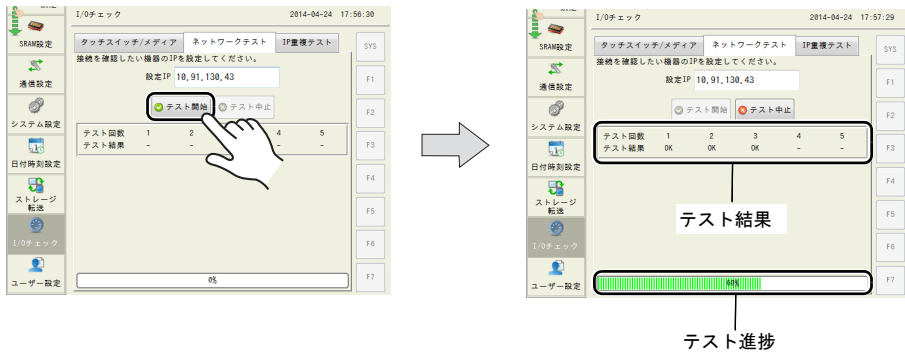 I/Oチェック 2014-04-24 17:56:30
SRAM設定
通信設定
システム設定
日付時刻設定
ストレージ
転送
I/Oチェック
ユーザー設定
タッチスイッチ/メディア ネットワークテスト IP重複テスト
接続を確認したい機器のIPを設定してください。
設定IP 10,91,130,43
テスト開始 テスト中止
テスト回数 1 2 4 5
テスト結果 - - - -
0%
SYS
F1
F2
F3
F4
F5
F6
F7
I/Oチェック 2014-04-24 17:57:29
SRAM設定
通信設定
システム設定
日付時刻設定
ストレージ
転送
I/Oチェック
ユーザー設定
タッチスイッチ/メディア ネットワークテスト IP重複テスト
接続を確認したい機器のIPを設定してください。
設定IP 10,91,130,43
テスト開始 テスト中止
テスト回数 1 2 3 4 5
テスト結果 OK OK OK - -
テスト結果
60%
SYS
F1
F2
F3
F4
F5
F6
F7
テスト進捗